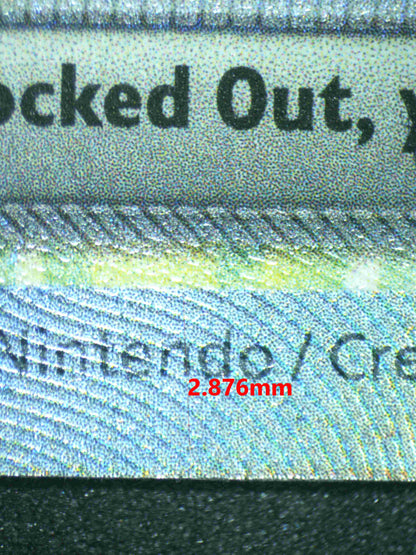 ocked Out, y
Nintendo / Cre
2.876mm